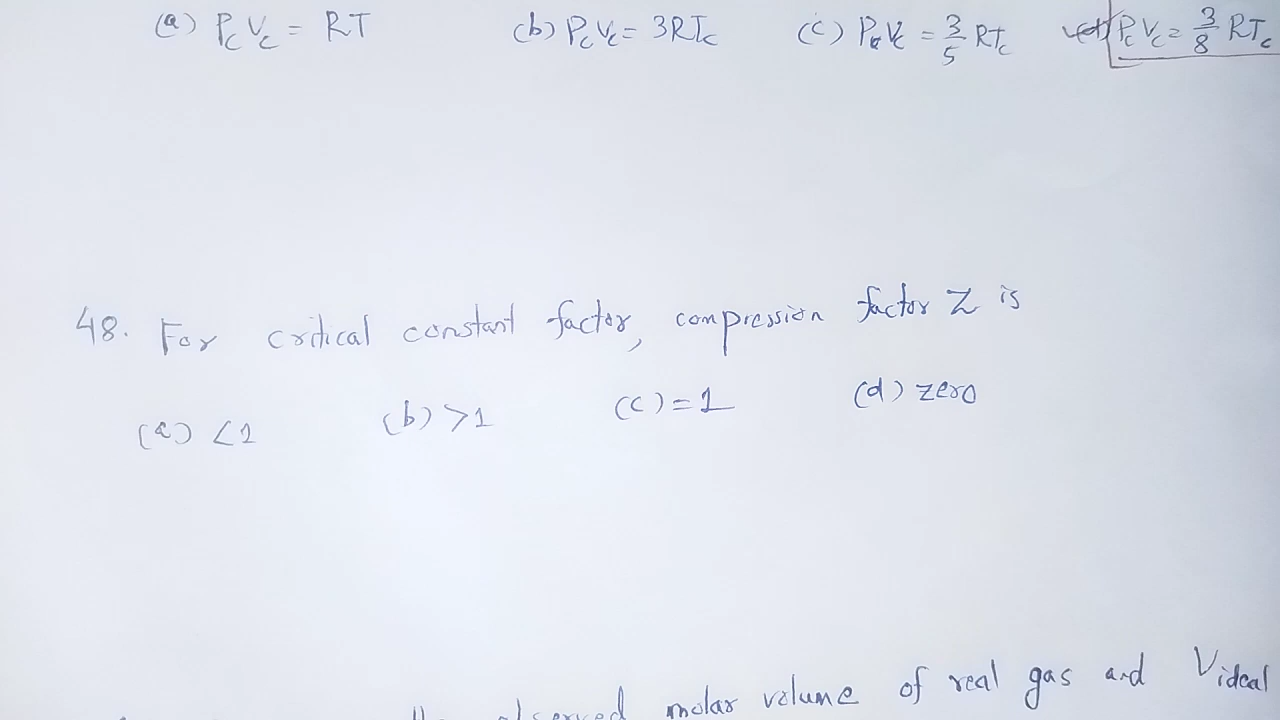 (a) PcVc = RT (b) PcVc = 3RTc (c) PcVc = 3/5 RTc (d) PcVc = 3/8 RTc
48. For critical constant factor, compression factor Z is
(a) <1 (b) >1 (c) =1 (d) zero
observed molar volume of real gas and Videal